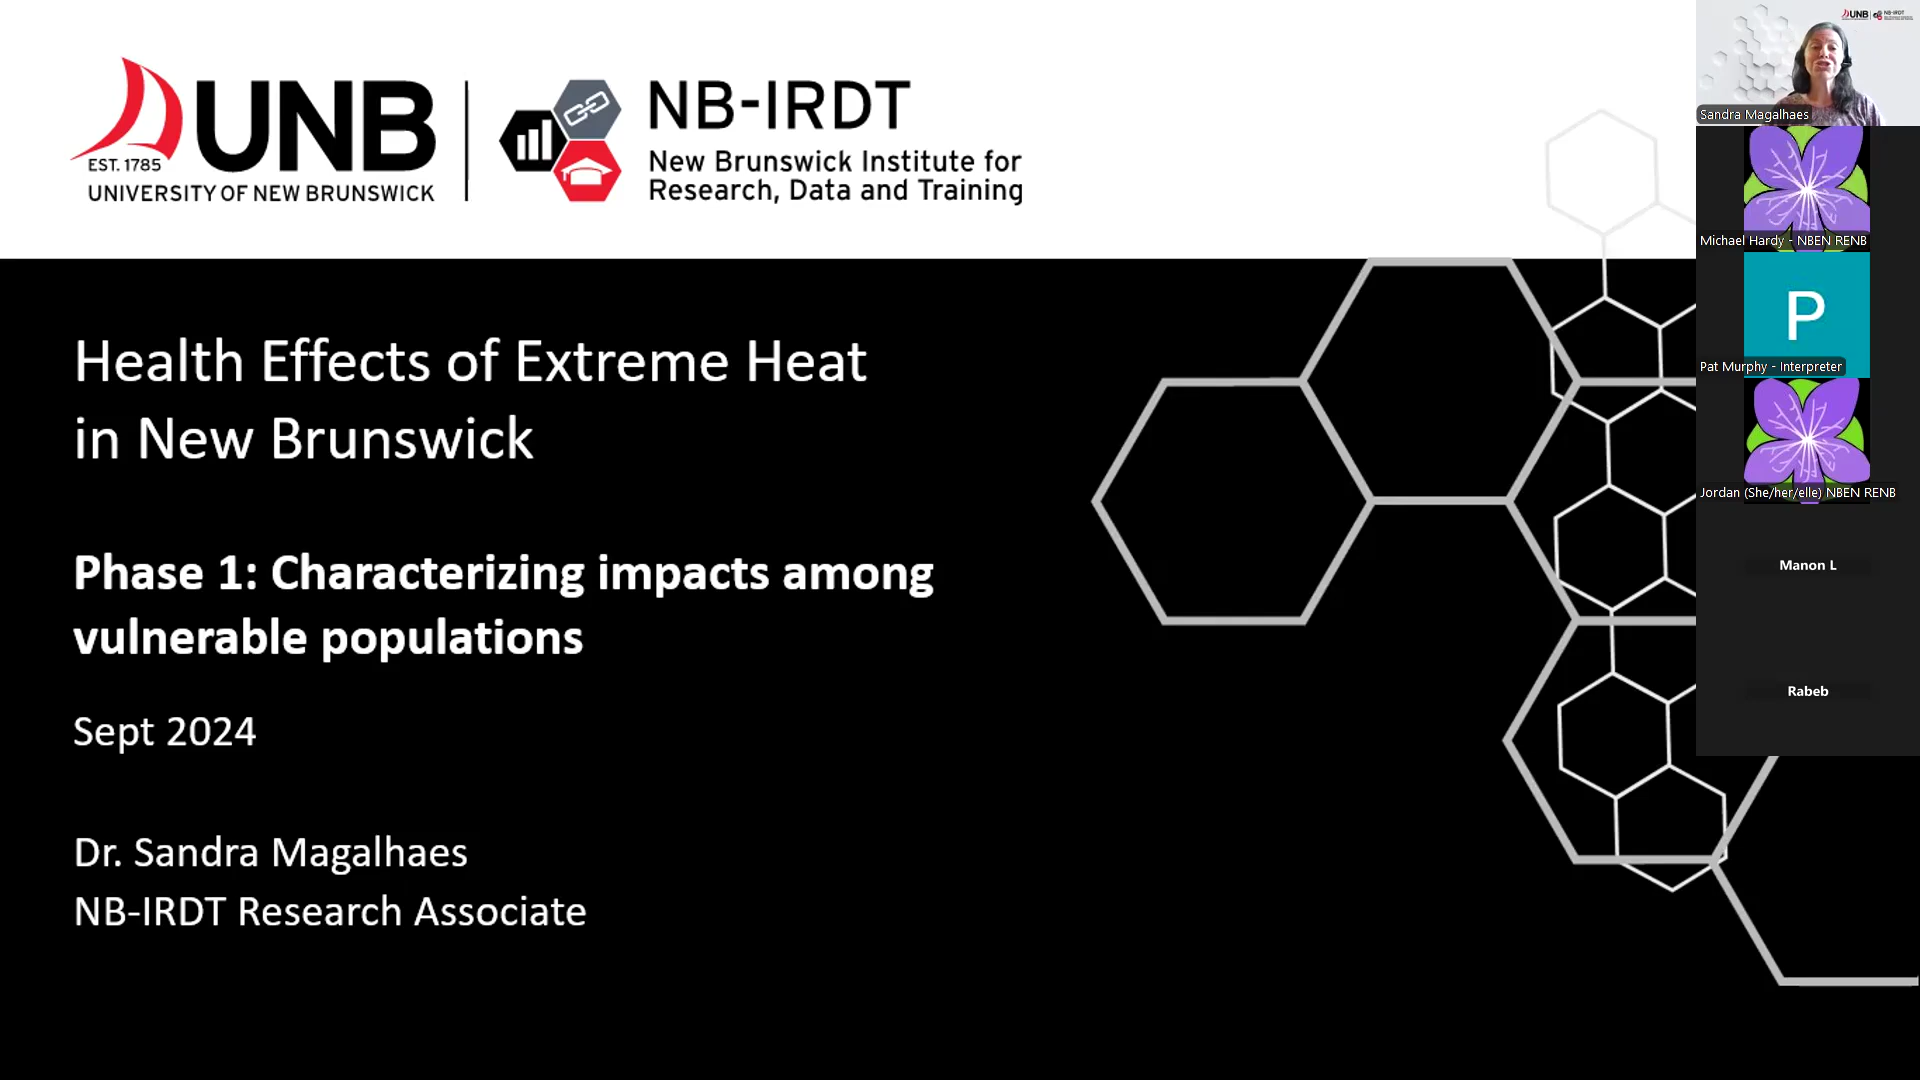 UNB
EST. 1785
UNIVERSITY OF NEW BRUNSWICK
NB-IRDT
New Brunswick Institute for
Research, Data and Training
Health Effects of Extreme Heat
in New Brunswick
Phase 1: Characterizing impacts among
vulnerable populations
Sept 2024
Dr. Sandra Magalhaes
NB-IRDT Research Associate
UNB
NB-IRDT
Sandra Magalhaes
Michael Hardy - NBEN RENB
P
Pat Murphy - Interpreter
Jordan (She/her/elle) NBEN RENB
Manon L
Rabeb